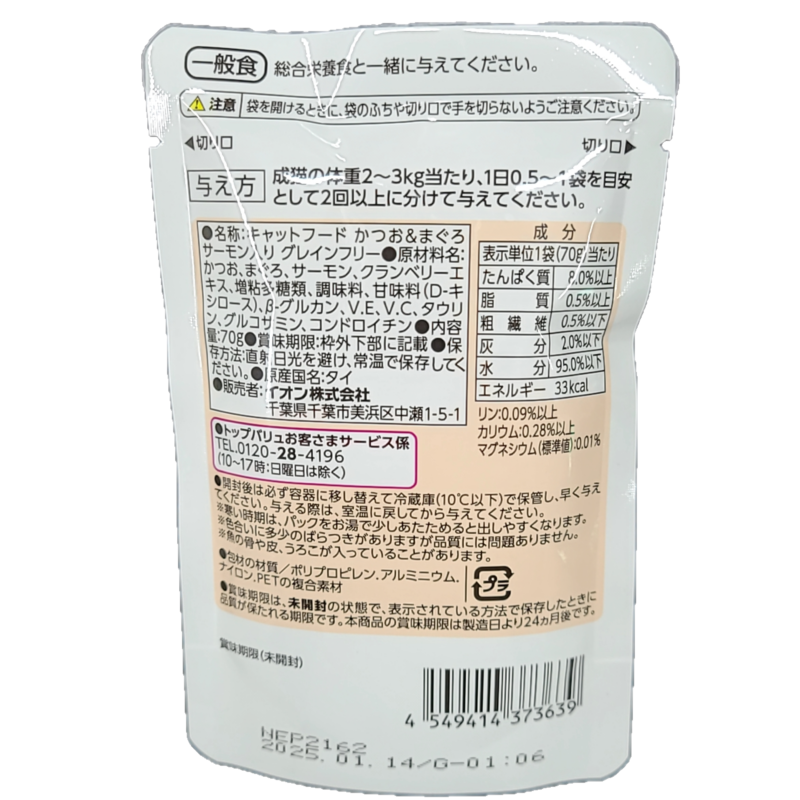 一般食 総合栄養食と一緒に与えてください。
注意 袋を開けるときに、袋のふちや切り口で手を切らないようご注意ください。
◀切り口 切り口▶
与え方 成猫の体重2〜3kg当たり、1日0.5〜1袋を目安
として2回以上に分けて与えてください。
●名称:キャットフード かつお&まぐろ
サーモン入り グレインフリー ●原材料名:
かつお、まぐろ、サーモン、クランベリーエ
キス、増粘多糖類、調味料、甘味料(D-キ
シロース)、β-グルカン、V.E、V.C、タウリ
ン、グルコサミン、コンドロイチン ●内容
量:70g ●賞味期限:枠外下部に記載 ●保
存方法:直射日光を避け、常温で保存してく
ださい。●原産国名:タイ
●販売者:イオン株式会社
千葉県千葉市美浜区中瀬1-5-1
成分
表示単位1袋(70g)当たり
たんぱく質 8.0%以上
脂質 0.5%以上
粗繊維 0.5%以下
灰分 2.0%以下
水分 95.0%以下
エネルギー 33kcal
リン:0.09%以上
カリウム:0.28%以上
マグネシウム(標準値):0.01%
●トップバリュお客さまサービス係
TEL.0120-28-4196
(10〜17時:日曜日は除く)
●開封後は必ず容器に移し替えて冷蔵庫(10℃以下)で保管し、早く与え
てください。与える際は、室温に戻してから与えてください。
※寒い時期は、パックをお湯で少しあたためると出しやすくなります。
※色合いに多少のばらつきがありますが品質には問題ありません。
※魚の骨や皮、うろこが入っていることがあります。
●包材の材質/ポリプロピレン.アルミニウム.
ナイロン.PETの複合素材
プラ
●賞味期限は、未開封の状態で、表示されている方法で保存したときに
品質が保たれる期限です。本商品の賞味期限は製造日より24ヵ月後です。
賞味期限(未開封)
4 549414 373639
NEP2162
2025.01.14/G-01:06